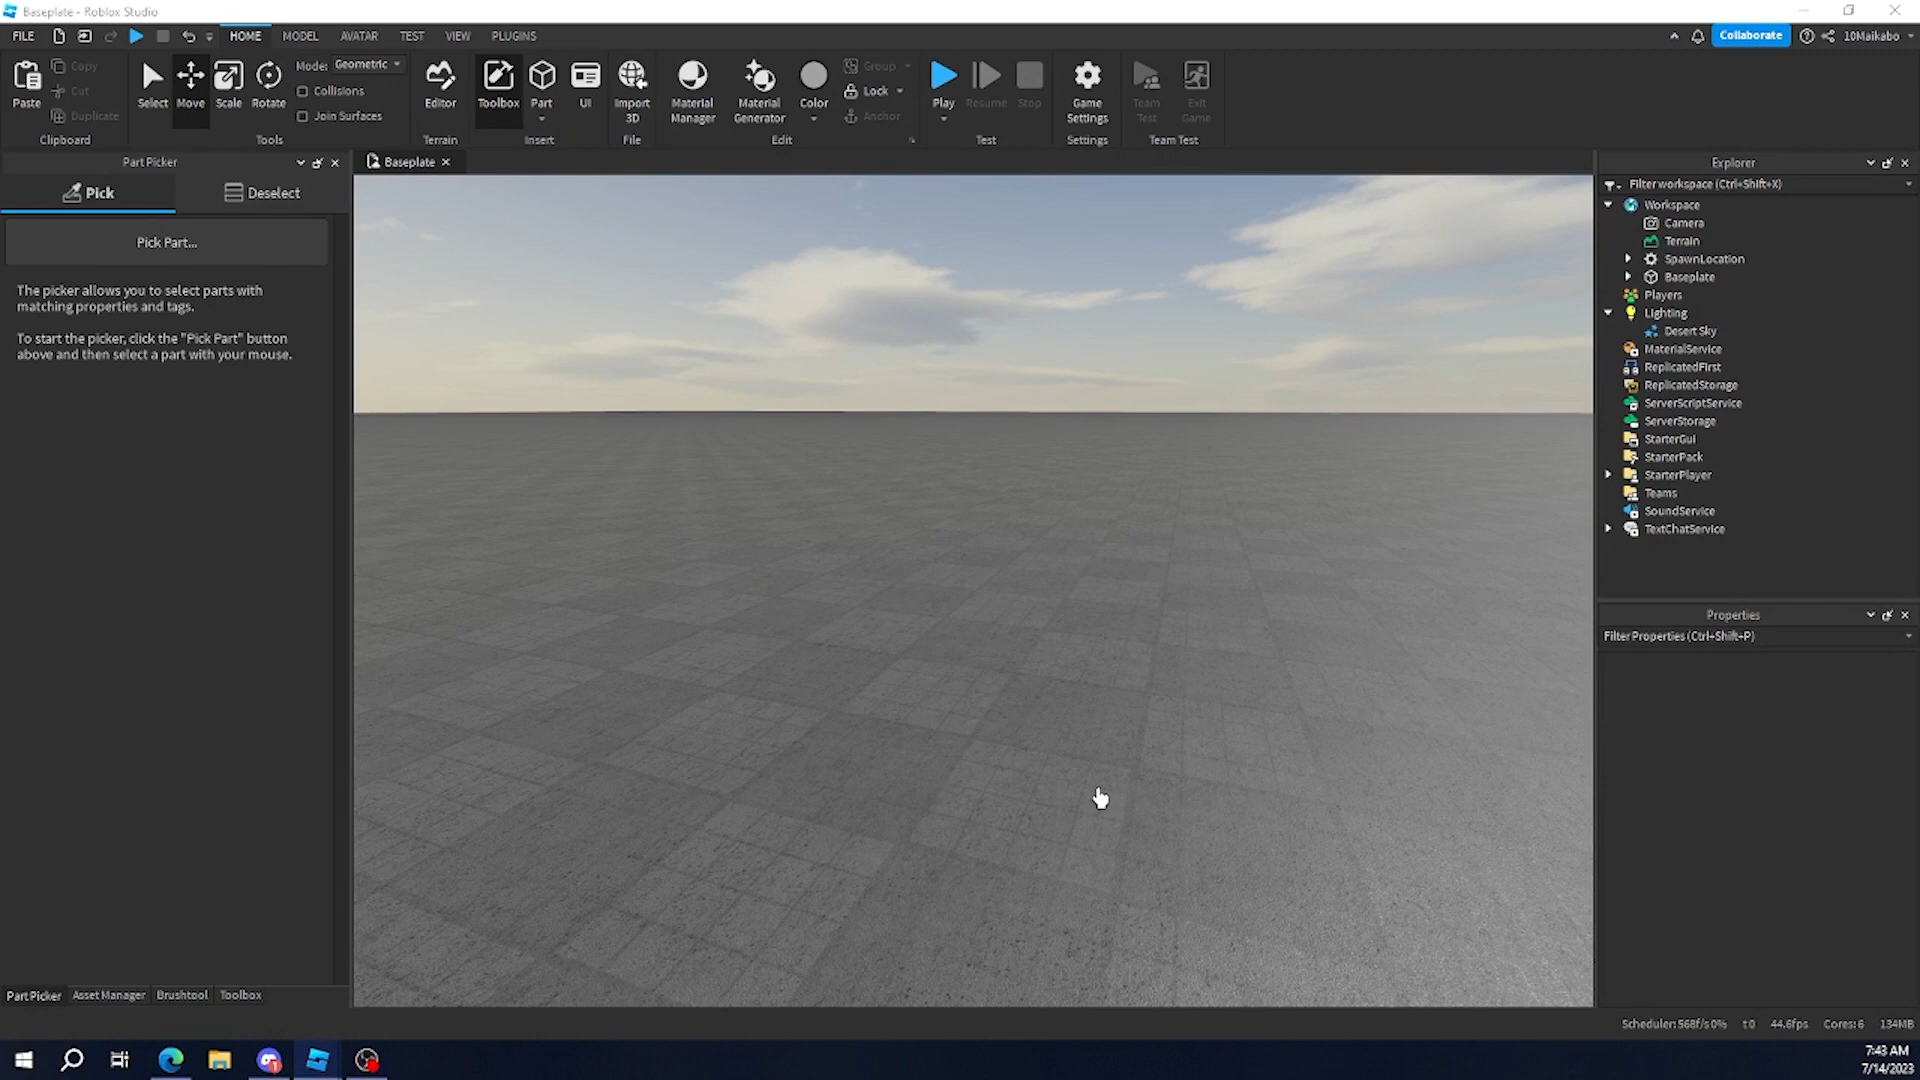 Baseplate - Roblox Studio
FILE
HOME
MODEL
AVATAR
TEST
VIEW
PLUGINS
Collaborate
10Maikabo
Paste
Copy
Cut
Duplicate
Clipboard
Select
Move
Scale
Rotate
Mode: Geometric
Collisions
Join Surfaces
Tools
Editor
Terrain
Toolbox
Part
UI
Insert
Import
3D
File
Material
Manager
Material
Generator
Color
Group
Lock
Anchor
Edit
Play
Resume
Stop
Test
Game
Settings
Settings
Team
Test
Exit
Game
Team Test
Part Picker
Pick
Deselect
Pick Part...
The picker allows you to select parts with
matching properties and tags.
To start the picker, click the "Pick Part" button
above and then select a part with your mouse.
Part Picker
Asset Manager
Brushtool
Toolbox
Baseplate
Explorer
Filter workspace (Ctrl+Shift+X)
Workspace
Camera
Terrain
SpawnLocation
Baseplate
Players
Lighting
Desert Sky
MaterialService
ReplicatedFirst
ReplicatedStorage
ServerScriptService
ServerStorage
StarterGui
StarterPack
StarterPlayer
Teams
SoundService
TextChatService
Properties
Filter Properties (Ctrl+Shift+P)
Scheduler: 568f/s 0%
t 0
44.6fps
Cores: 6
134MB
1
7:43 AM
7/14/2023